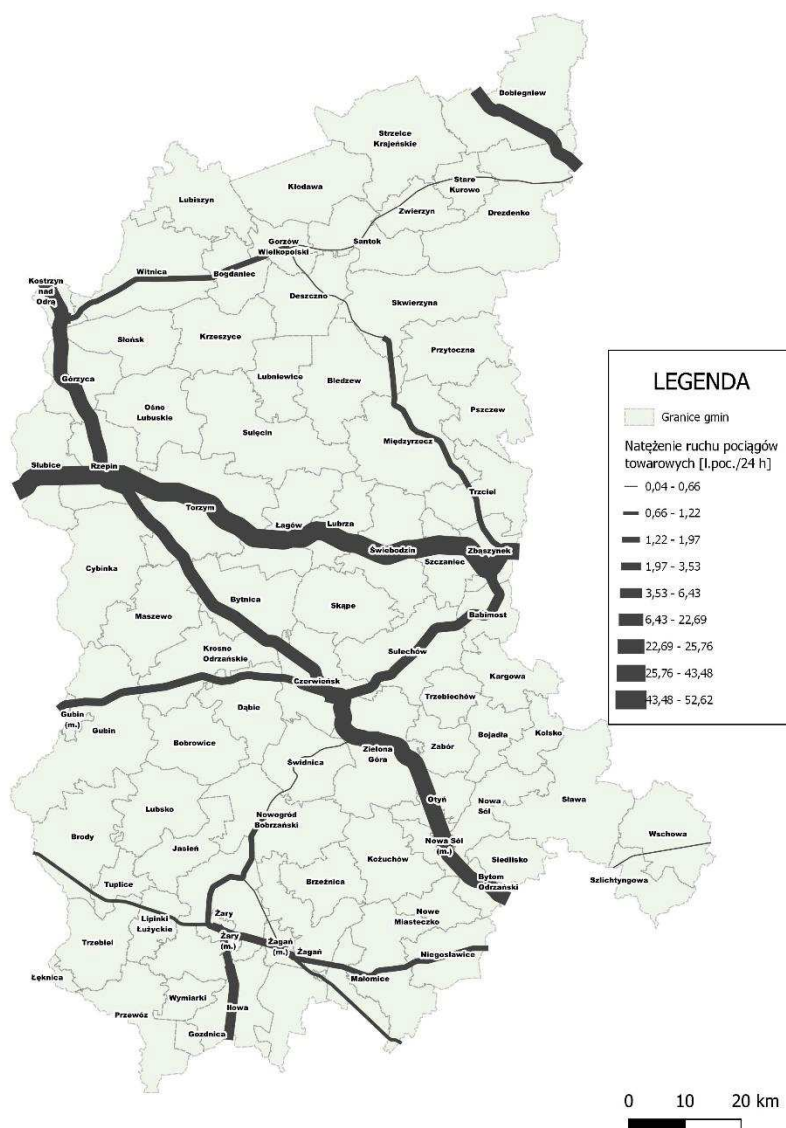 Dobiegniew
Strzelce
Krajeńskie
Stare
Kurowo
Kłodawa
Lubiszyn
Zwierzyn
Drezdenko
Gorzów
Wielkopolski
Santok
Witnica
Bogdaniec
Kostrzyn
nad
Odrą
Deszczno
Skwierzyna
Słońsk
Krzeszyce
Przytoczna
Lubniewice
Bledzew
Górzyca
Ośno
Lubuskie
Pszczew
Sulęcin
Międzyrzecz
Słubice
Rzepin
Trzciel
Torzym
Łagów
Lubrza
Świebodzin
Zbąszynek
Szczaniec
Cybinka
Bytnica
Skąpe
Maszewo
Babimost
Krosno
Odrzańskie
Sulechów
Kargowa
Czerwieńsk
Trzebiechów
Gubin
(m.)
Gubin
Dąbie
Bojadła
Kolsko
Bobrowice
Zielona
Góra
Zabór
Świdnica
Sława
Lubsko
Otyń
Nowa
Sól
Nowogród
Bobrzański
Brody
Wschowa
Jasień
Nowa Sól
(m.)
Kożuchów
Siedlisko
Tuplice
Brzeźnica
Bytom
Odrzański
Szlichtyngowa
Lipinki
Łużyckie
Żary
Nowe
Miasteczko
Trzebiel
Żary
(m.)
Żagań
(m.)
Żagań
Niegosławice
Łęknica
Małomice
Wymiarki
Iłowa
Przewóz
Gozdnica
LEGENDA
Granice gmin
Natężenie ruchu pociągów
towarowych [l.poc./24 h]
0,04 - 0,66
0,66 - 1,22
1,22 - 1,97
1,97 - 3,53
3,53 - 6,43
6,43 - 22,69
22,69 - 25,76
25,76 - 43,48
43,48 - 52,62
0 10 20 km